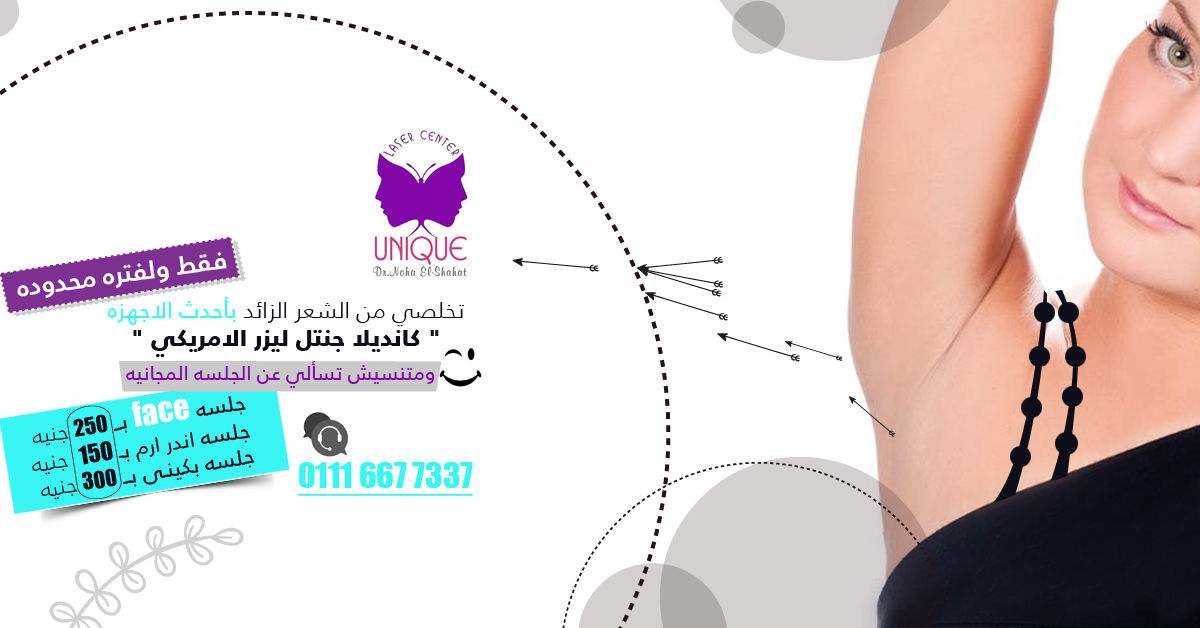 LASER CENTER
UNIQUE
Dr.Noha El-Shahat
فقط ولفتره محدوده
تخلصي من الشعر الزائد بأحدث الاجهزه
" كانديلا جنتل ليزر الامريكي "
ومتنسيش تسألي عن الجلسه المجانيه
جلسه face بـ 250 جنيه
جلسه اندر ارم بـ 150 جنيه
جلسه بكينى بـ 300 جنيه
0111 667 7337